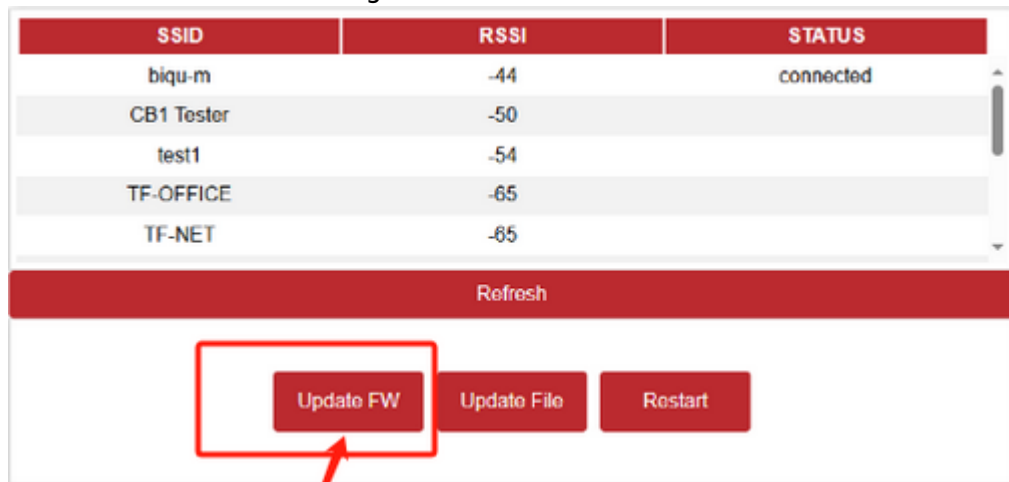 SSID RSSI STATUS
biqu-m -44 connected
CB1 Tester -50
test1 -54
TF-OFFICE -65
TF-NET -65
Refresh
Update FW Update File Restart